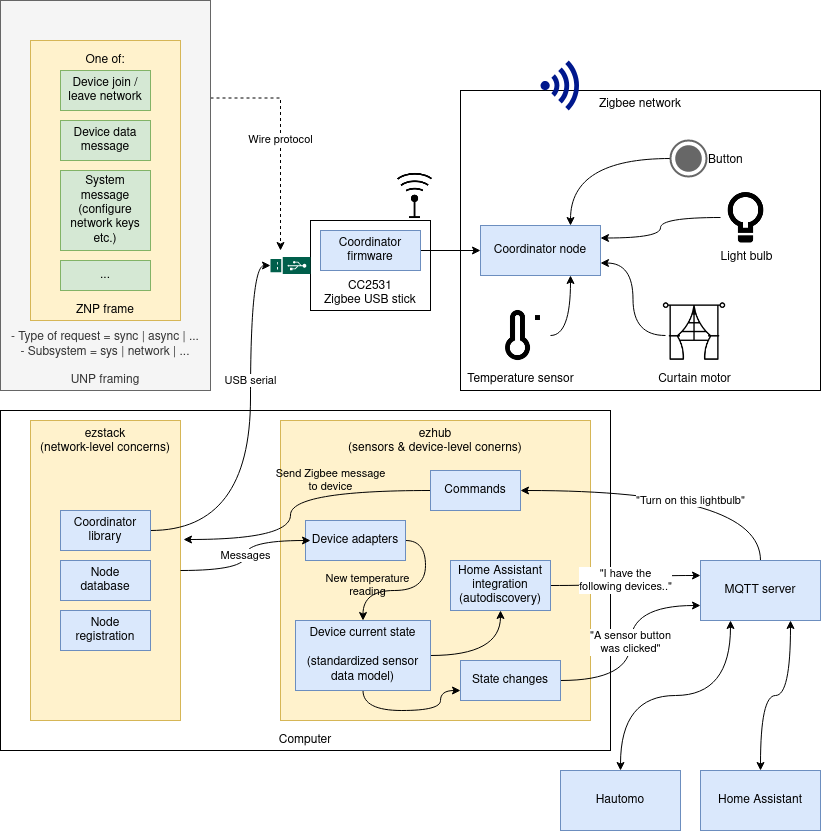 One of:
Device join /
leave network
Device data
message
System
message
(configure
network keys
etc.)
...
ZNP frame
- Type of request = sync | async | ...
- Subsystem = sys | network | ...
UNP framing
Wire protocol
USB serial
Coordinator
firmware
CC2531
Zigbee USB stick
Zigbee network
Button
Coordinator node
Light bulb
Temperature sensor
Curtain motor
ezstack
(network-level concerns)
Coordinator
library
Node
database
Node
registration
ezhub
(sensors & device-level conerns)
Send Zigbee message
to device
Commands
Messages
Device adapters
New temperature
reading
Home Assistant
integration
(autodiscovery)
Device current state
(standardized sensor
data model)
State changes
Computer
"Turn on this lightbulb"
"I have the
following devices.."
"A sensor button
was clicked"
MQTT server
Hautomo
Home Assistant